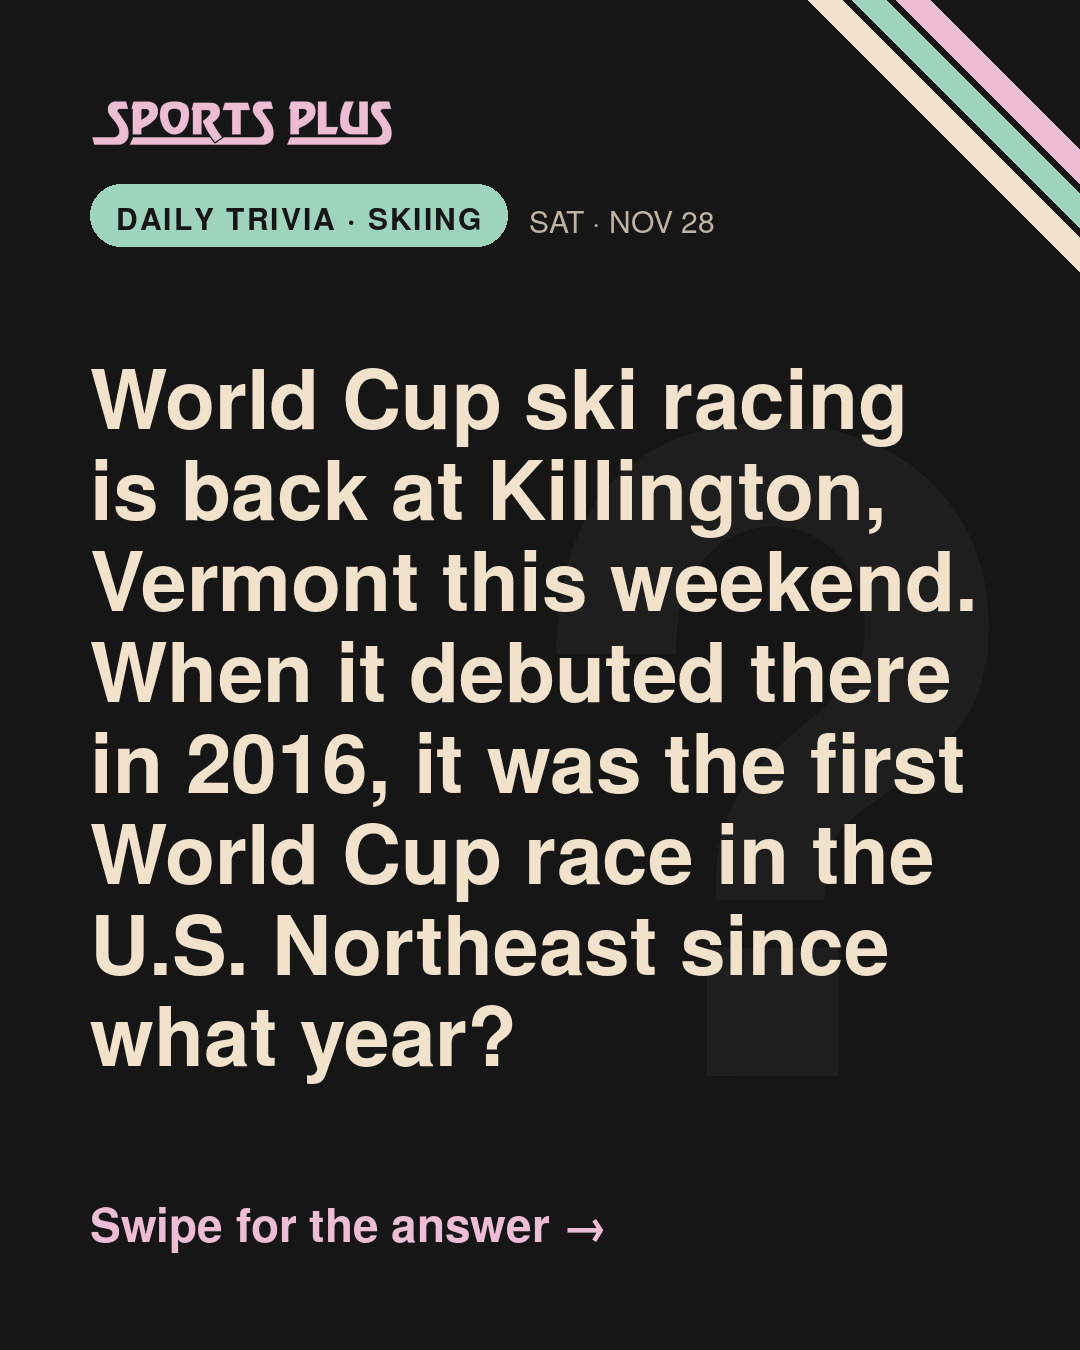 SPORTS PLUS
DAILY TRIVIA · SKIING
SAT · NOV 28
World Cup ski racing
is back at Killington,
Vermont this weekend.
When it debuted there
in 2016, it was the first
World Cup race in the
U.S. Northeast since
what year?
Swipe for the answer →